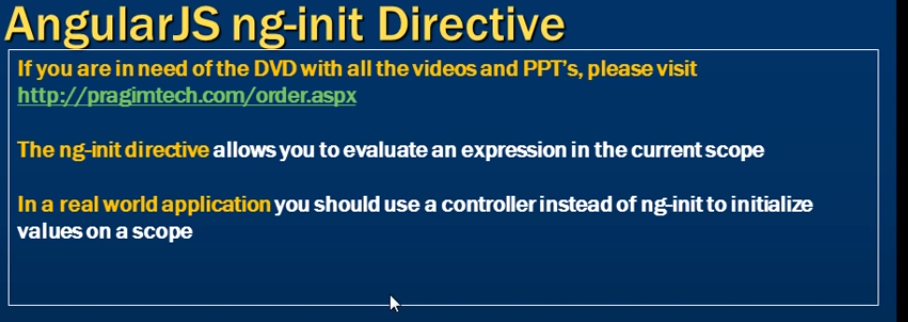 AngularJS ng-init Directive
If you are in need of the DVD with all the videos and PPT's, please visit
http://pragimtech.com/order.aspx
The ng-init directive allows you to evaluate an expression in the current scope
In a real world application you should use a controller instead of ng-init to initialize
values on a scope